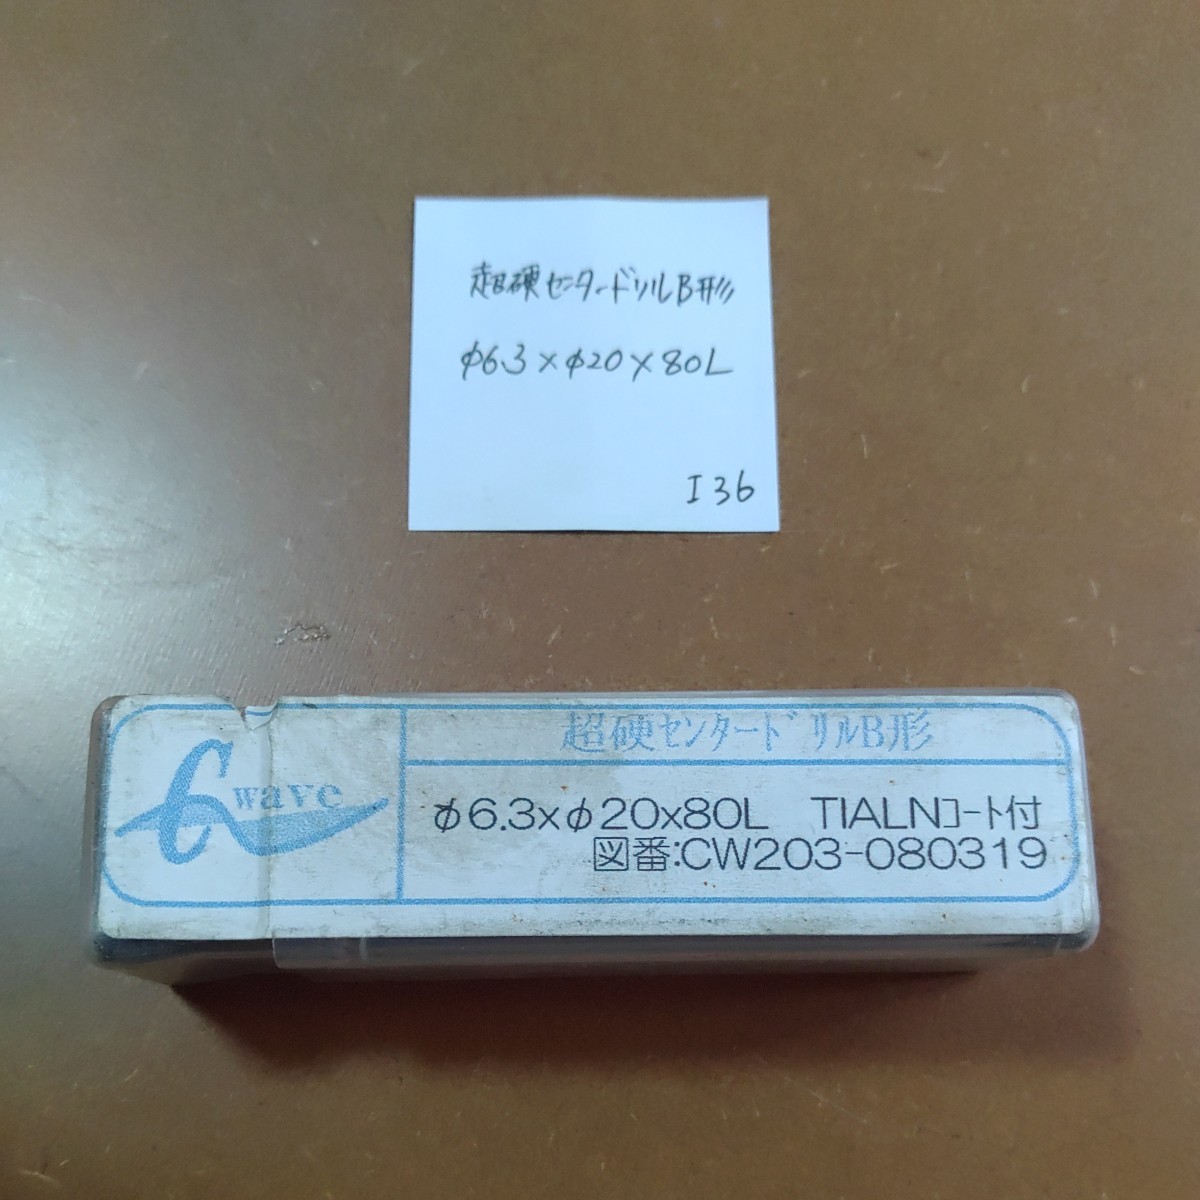 超硬センタードリルB形
φ6.3×φ20×80L
I36
wave
超硬センタードリルB形
φ6.3xφ20x80L TIALNコート付
図番:CW203-080319